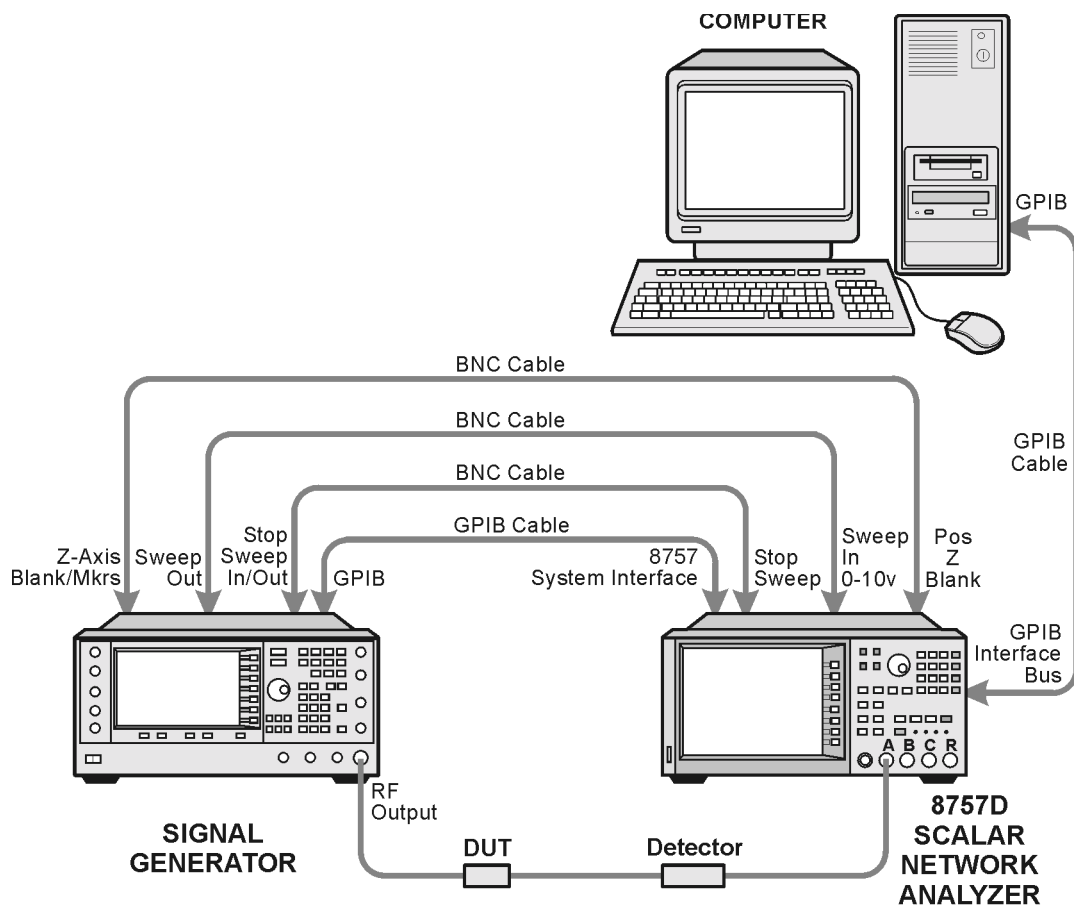 COMPUTER
GPIB
BNC Cable
BNC Cable
BNC Cable
GPIB Cable
GPIB
Cable
Z-Axis
Blank/Mkrs
Sweep
Out
Stop
Sweep
In/Out
GPIB
8757
System Interface
Stop
Sweep
Sweep
In
0-10v
Pos
Z
Blank
GPIB
Interface
Bus
A B C R
RF
Output
SIGNAL
GENERATOR
DUT
Detector
8757D
SCALAR
NETWORK
ANALYZER